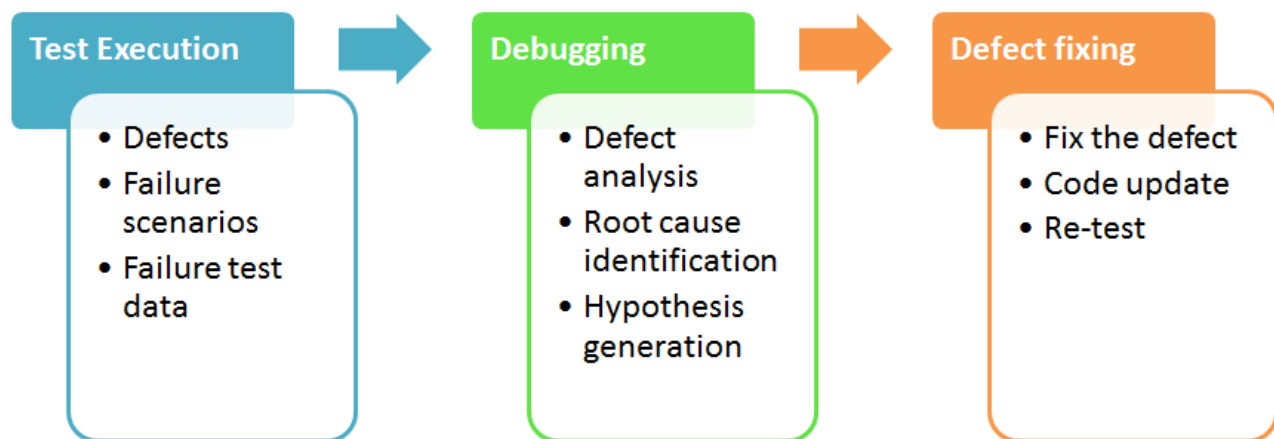 Test Execution
• Defects
• Failure
scenarios
• Failure test
data
Debugging
• Defect
analysis
• Root cause
identification
• Hypothesis
generation
Defect fixing
• Fix the defect
• Code update
• Re-test